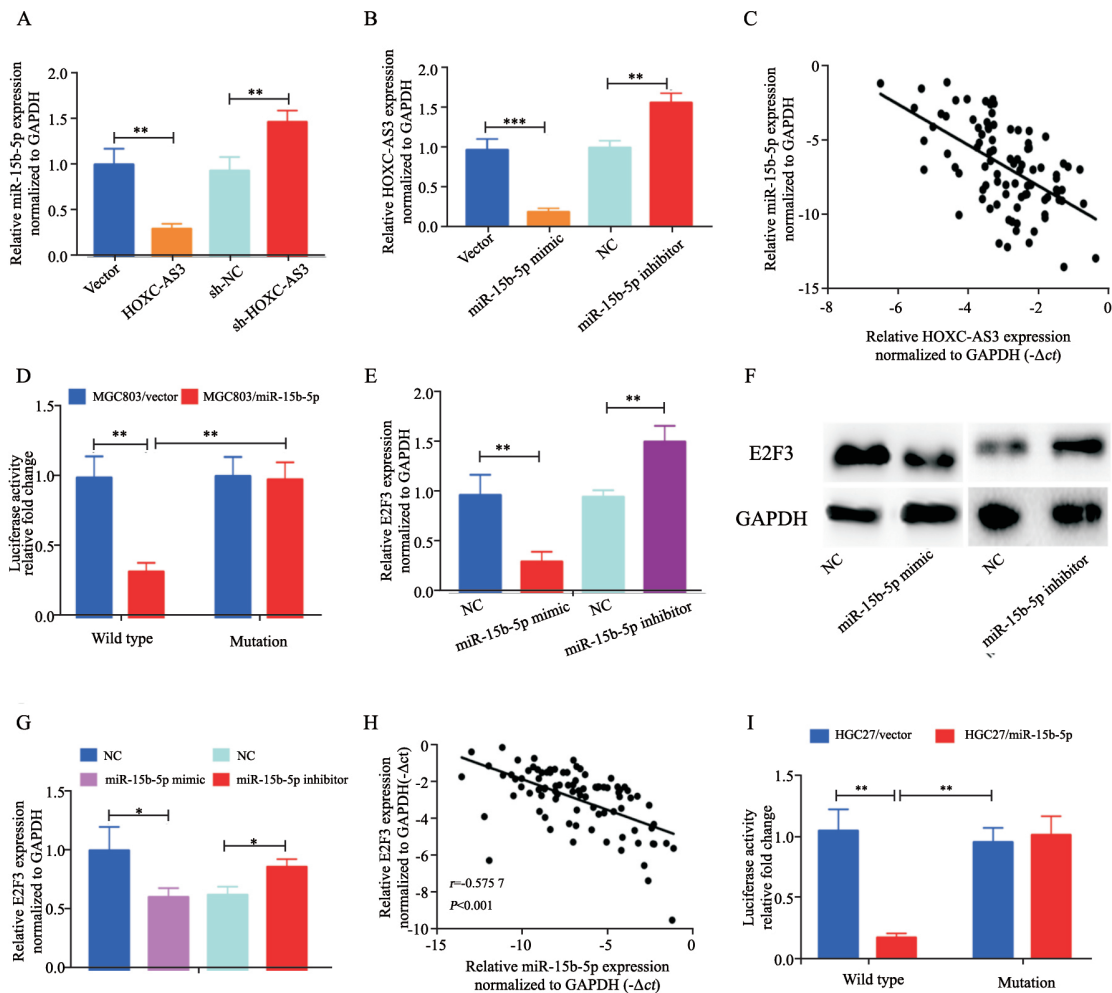 A
Relative miR-15b-5p expression
normalized to GAPDH
2.0
1.5
1.0
0.5
0.0
**
**
Vector
HOXC-AS3
sh-NC
sh-HOXC-AS3
B
Relative HOXC-AS3 expression
normalized to GAPDH
2.0
1.5
1.0
0.5
0.0
***
**
Vector
miR-15b-5p mimic
NC
miR-15b-5p inhibitor
C
Relative miR-15b-5p expression
normalized to GAPDH
0
-5
-10
-15
-8
-6
-4
-2
0
Relative HOXC-AS3 expression
normalized to GAPDH (-Δct)
D
MGC803/vector
MGC803/miR-15b-5p
Luciferase activity
relative fold change
1.5
1.0
0.5
0.0
**
**
Wild type
Mutation
E
Relative E2F3 expression
normalized to GAPDH
2.0
1.5
1.0
0.5
0.0
**
**
NC
miR-15b-5p mimic
NC
miR-15b-5p inhibitor
F
E2F3
GAPDH
NC
miR-15b-5p mimic
NC
miR-15b-5p inhibitor
G
NC
NC
miR-15b-5p mimic
miR-15b-5p inhibitor
Relative E2F3 expression
normalized to GAPDH
1.5
1.0
0.5
0.0
*
*
H
Relative E2F3 expression
normalized to GAPDH(-Δct)
0
-2
-4
-6
-8
-10
r=-0.575 7
P<0.001
-15
-10
-5
0
Relative miR-15b-5p expression
normalized to GAPDH (-Δct)
I
HGC27/vector
HGC27/miR-15b-5p
Luciferase activity
relative fold change
1.5
1.0
0.5
0.0
**
**
Wild type
Mutation